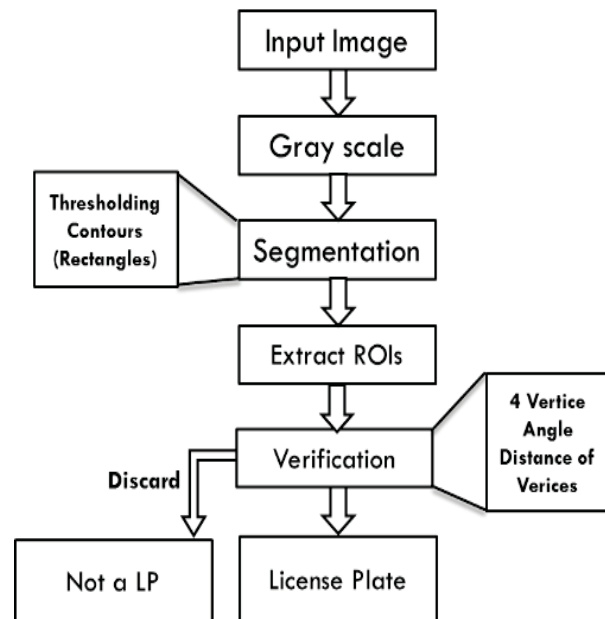 Input Image
Gray scale
Thresholding
Contours
(Rectangles)
Segmentation
Extract ROIs
4 Vertice
Angle
Distance of
Verices
Verification
Discard
Not a LP
License Plate